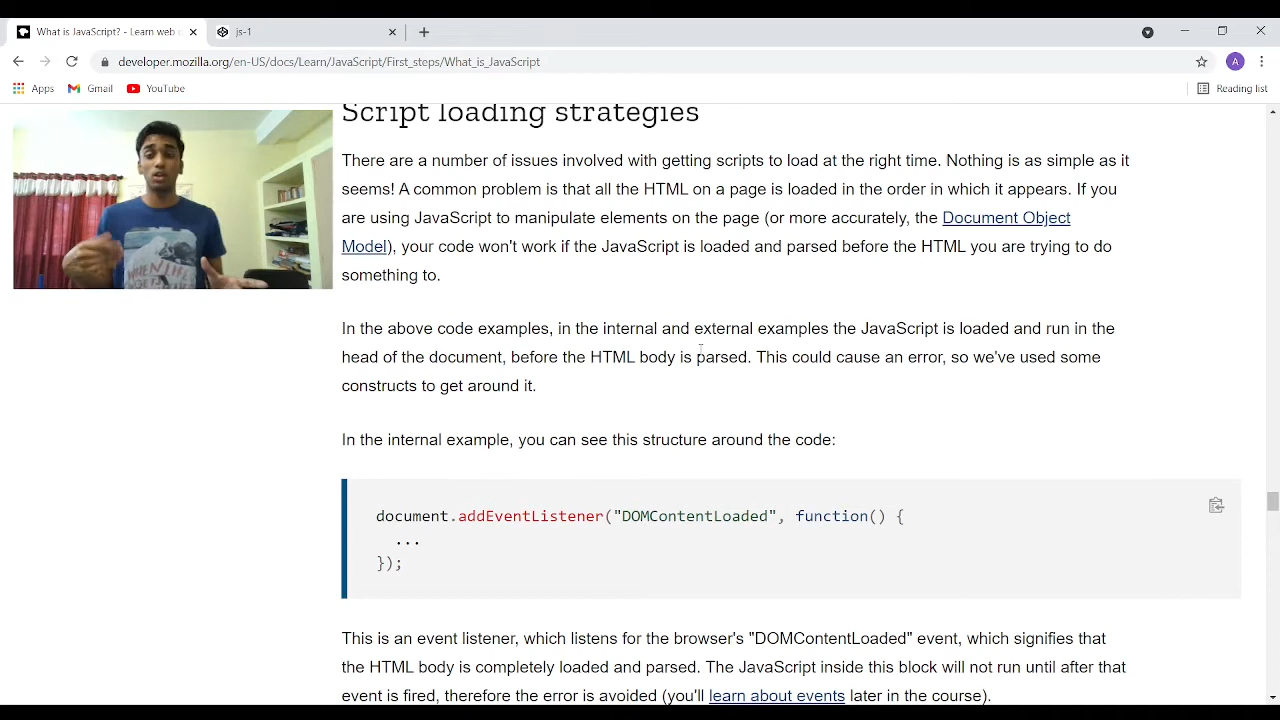 What is JavaScript? - Learn web
js-1
developer.mozilla.org/en-US/docs/Learn/JavaScript/First_steps/What_is_JavaScript
A
Apps
Gmail
YouTube
Reading list
Script loading strategies
There are a number of issues involved with getting scripts to load at the right time. Nothing is as simple as it
seems! A common problem is that all the HTML on a page is loaded in the order in which it appears. If you
are using JavaScript to manipulate elements on the page (or more accurately, the Document Object
Model), your code won't work if the JavaScript is loaded and parsed before the HTML you are trying to do
something to.
In the above code examples, in the internal and external examples the JavaScript is loaded and run in the
head of the document, before the HTML body is parsed. This could cause an error, so we've used some
constructs to get around it.
In the internal example, you can see this structure around the code:
document.addEventListener("DOMContentLoaded", function() {
...
});
This is an event listener, which listens for the browser's "DOMContentLoaded" event, which signifies that
the HTML body is completely loaded and parsed. The JavaScript inside this block will not run until after that
event is fired, therefore the error is avoided (you'll learn about events later in the course).
WHEN LIFE